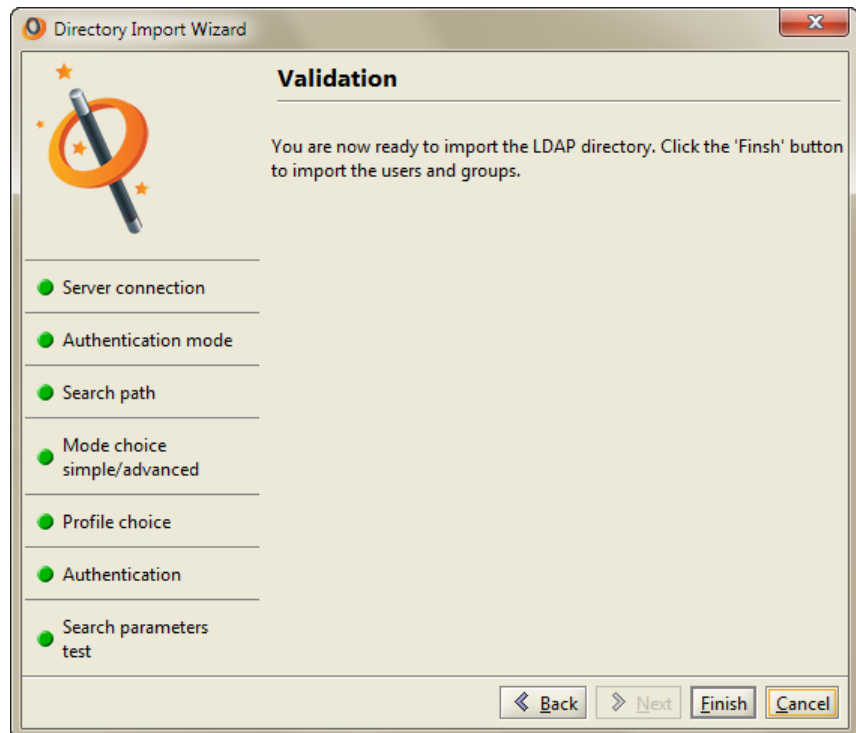 Directory Import Wizard
Validation
You are now ready to import the LDAP directory. Click the 'Finsh' button
to import the users and groups.
Server connection
Authentication mode
Search path
Mode choice
simple/advanced
Profile choice
Authentication
Search parameters
test
Back
Next
Finish
Cancel